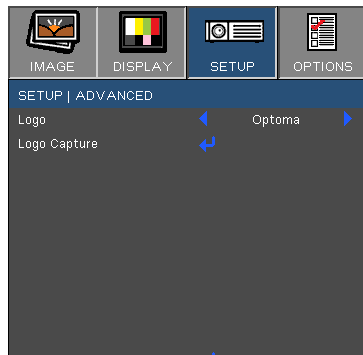 IMAGE DISPLAY SETUP OPTIONS
SETUP | ADVANCED
Logo Optoma
Logo Capture